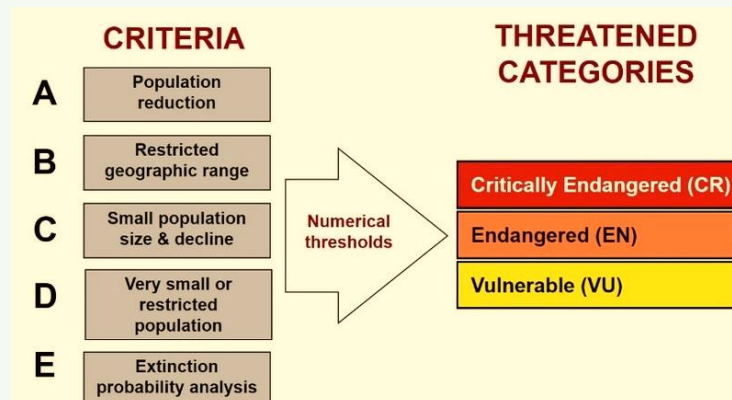 CRITERIA
A
Population
reduction
B
Restricted
geographic range
C
Small population
size & decline
D
Very small or
restricted
population
E
Extinction
probability analysis
Numerical
thresholds
THREATENED
CATEGORIES
Critically Endangered (CR)
Endangered (EN)
Vulnerable (VU)